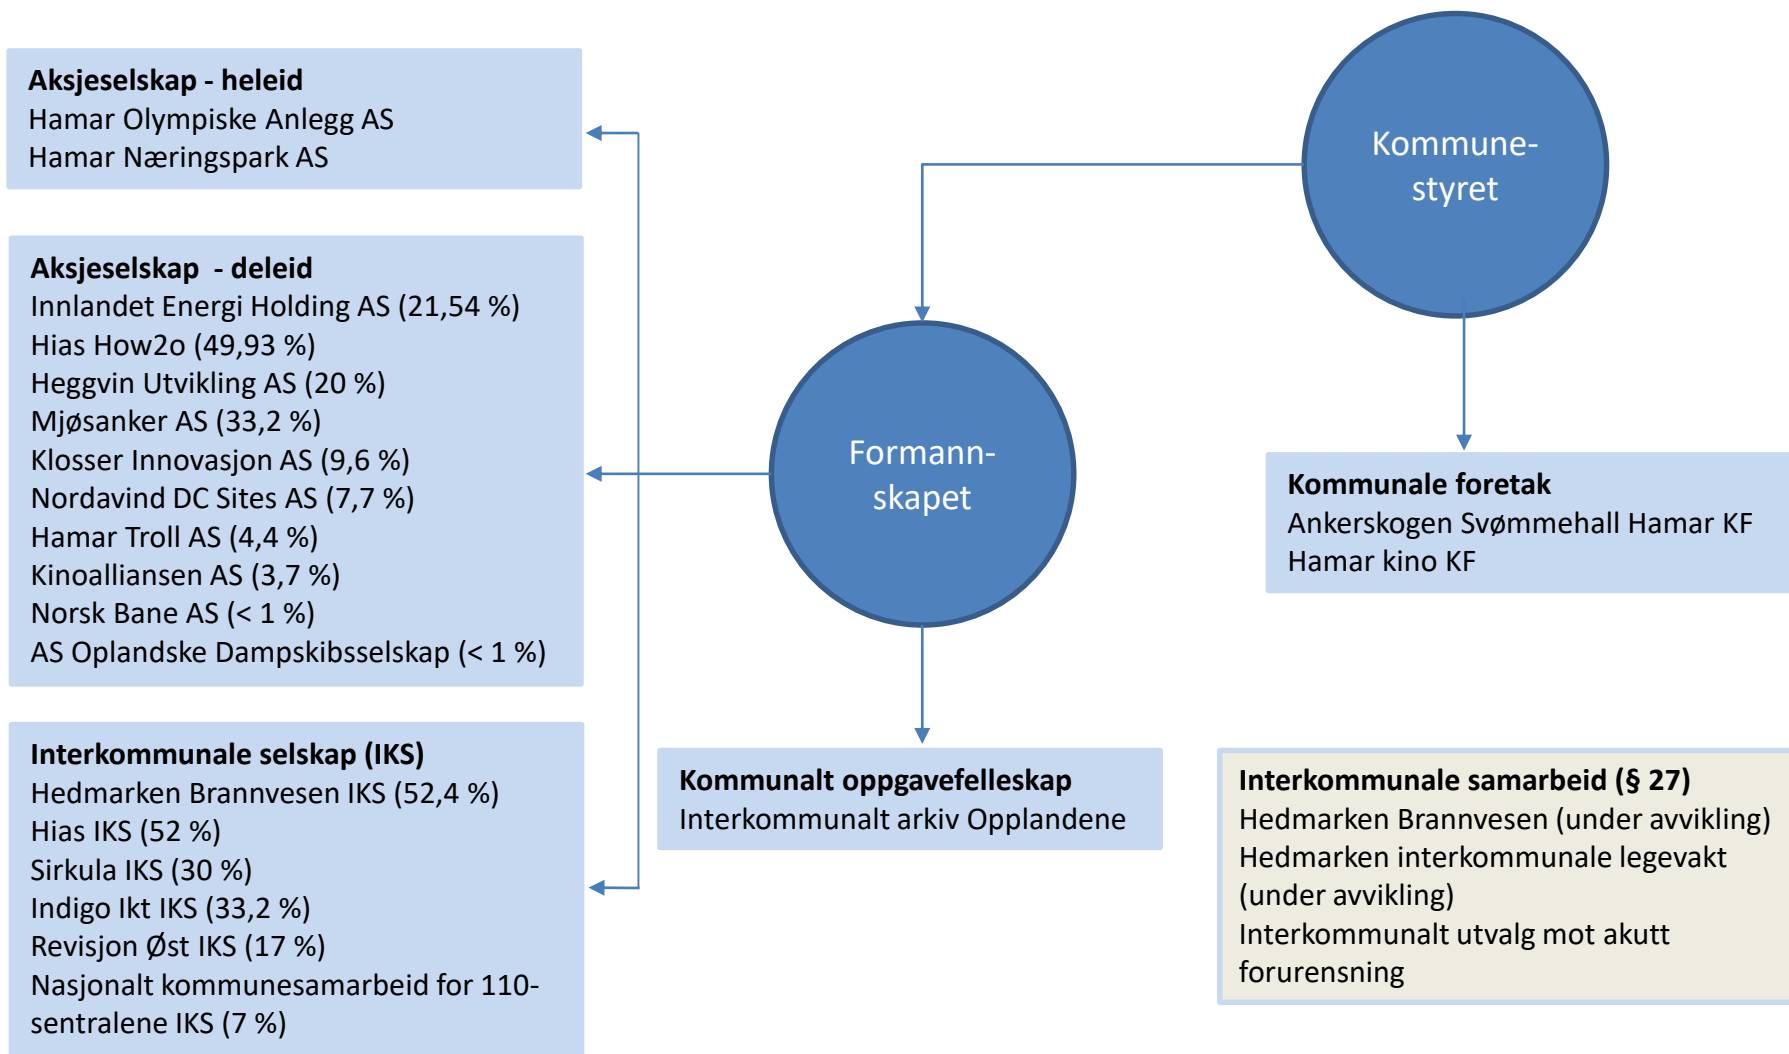 Aksjeselskap - heleid
Hamar Olympiske Anlegg AS
Hamar Næringspark AS
Aksjeselskap  - deleid
Innlandet Energi Holding AS (21,54 %)
Hias How2o (49,93 %)
Heggvin Utvikling AS (20 %)
Mjøsanker AS (33,2 %)
Klosser Innovasjon AS (9,6 %)
Nordavind DC Sites AS (7,7 %)
Hamar Troll AS (4,4 %)
Kinoalliansen AS (3,7 %)
Norsk Bane AS (< 1 %)
AS Oplandske Dampskibsselskap (< 1 %)
Interkommunale selskap (IKS)
Hedmarken Brannvesen IKS (52,4 %)
Hias IKS (52 %)
Sirkula IKS (30 %)
Indigo Ikt IKS (33,2 %)
Revisjon Øst IKS (17 %)
Nasjonalt kommunesamarbeid for 110-
sentralene IKS (7 %)
Kommune-
styret
Formann-
skapet
Kommunale foretak
Ankerskogen Svømmehall Hamar KF
Hamar kino KF
Kommunalt oppgavefelleskap
Interkommunalt arkiv Opplandene
Interkommunale samarbeid (§ 27)
Hedmarken Brannvesen (under avvikling)
Hedmarken interkommunale legevakt
(under avvikling)
Interkommunalt utvalg mot akutt
forurensning